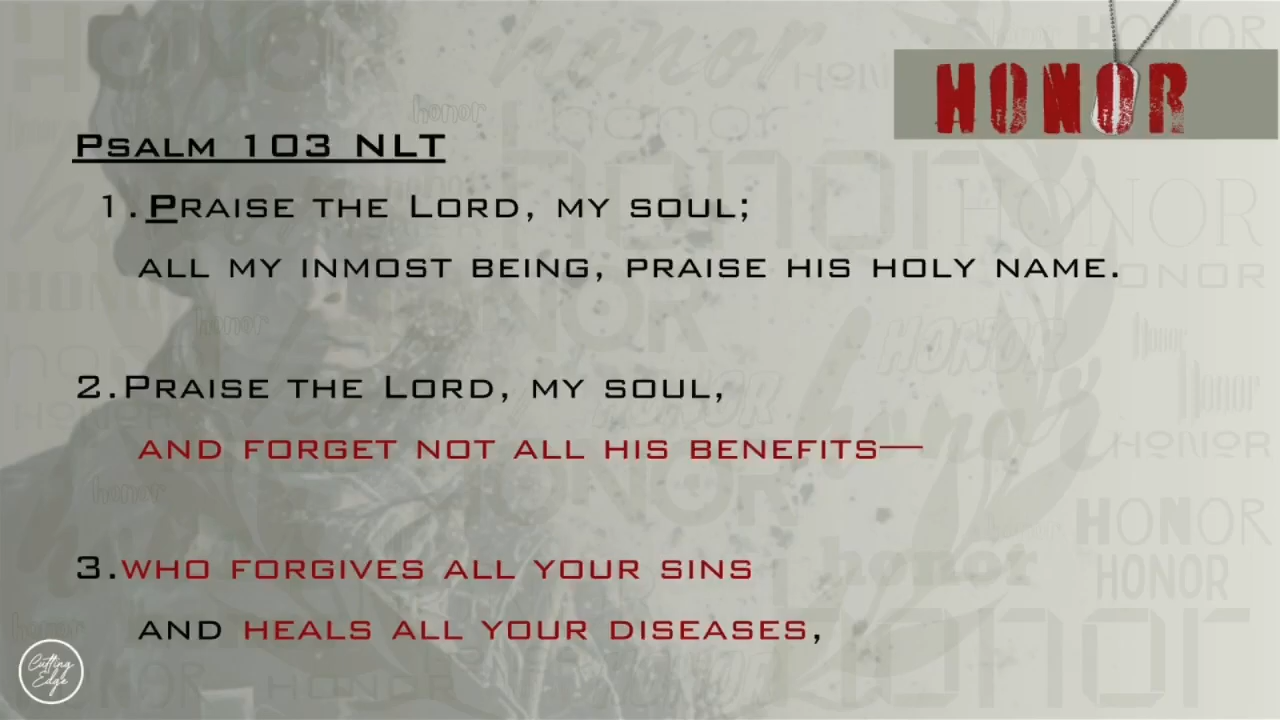 HONOR
Psalm 103 NLT
1. Praise the Lord, my soul;
all my inmost being, praise his holy name.
2. Praise the Lord, my soul,
and forget not all his benefits—
3. who forgives all your sins
and heals all your diseases,
Cutting
Edge